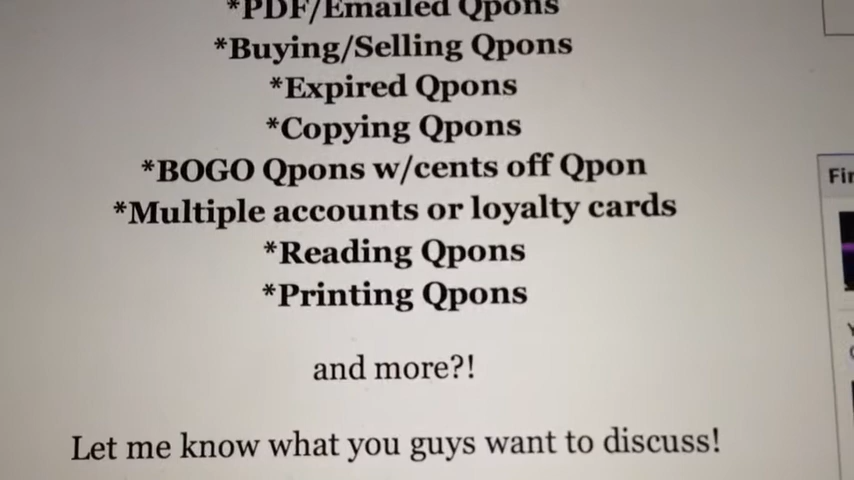 *PDF/Emailed Qpons
*Buying/Selling Qpons
*Expired Qpons
*Copying Qpons
*BOGO Qpons w/cents off Qpon
*Multiple accounts or loyalty cards
*Reading Qpons
*Printing Qpons
and more?!
Let me know what you guys want to discuss!